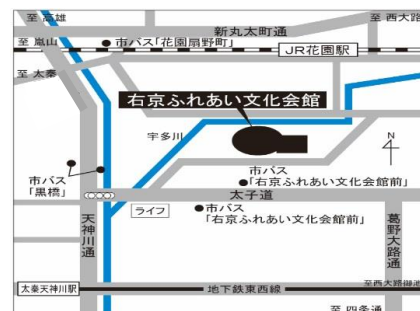 至 高雄
新丸太町通
至 西大路
至 嵐山
市バス「花園扇野町」
JR花園駅
至 太秦
右京ふれあい文化会館
宇多川
N
市バス
「黒橋」
市バス
「右京ふれあい文化会館前」
太子道
ライフ
市バス
「右京ふれあい文化会館前」
天神川通
葛野大路通
太秦天神川駅
地下鉄東西線
至 西大路御池
至 四条通